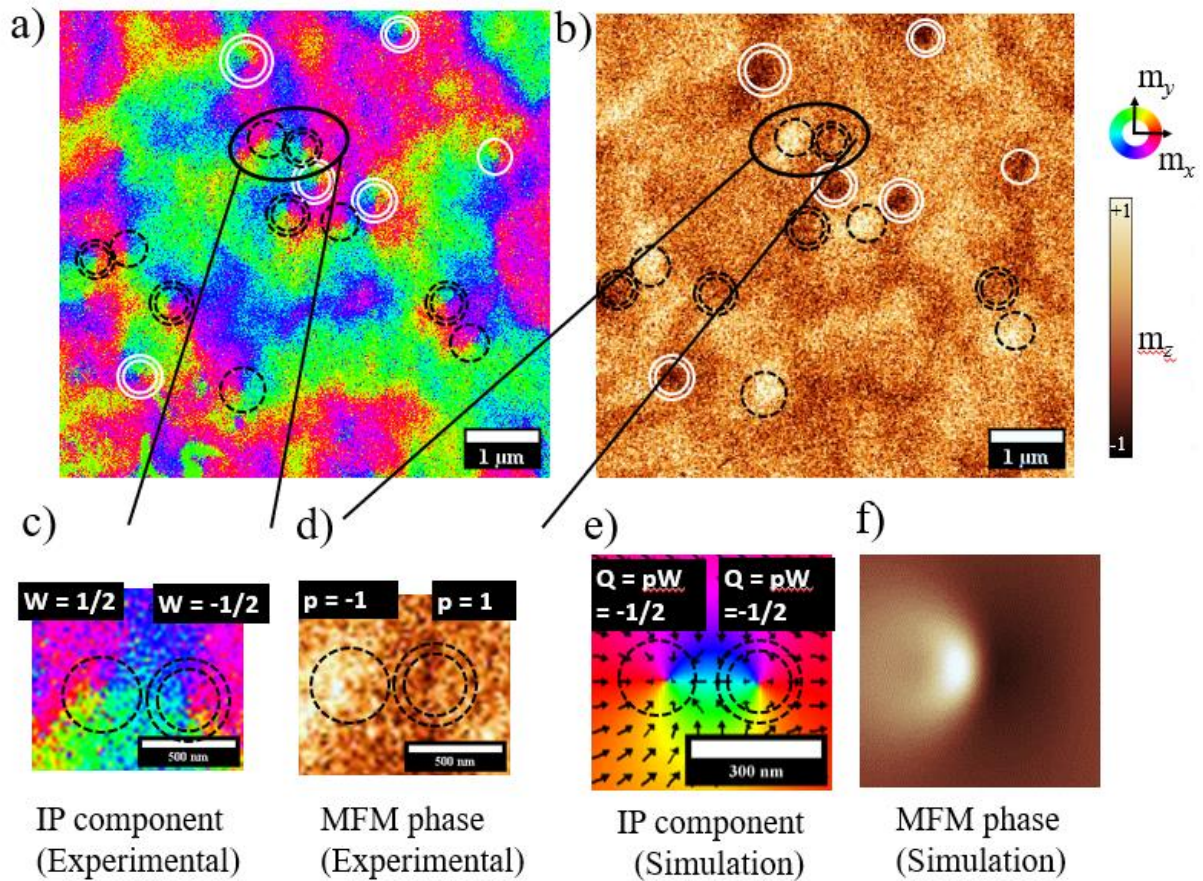 a)
b)
m_y
m_x
+1
m_z
-1
1 μm
1 μm
c)
d)
e)
f)
W = 1/2
W = -1/2
p = -1
p = 1
Q = pW
= -1/2
Q = pW
=-1/2
500 nm
500 nm
300 nm
IP component
(Experimental)
MFM phase
(Experimental)
IP component
(Simulation)
MFM phase
(Simulation)